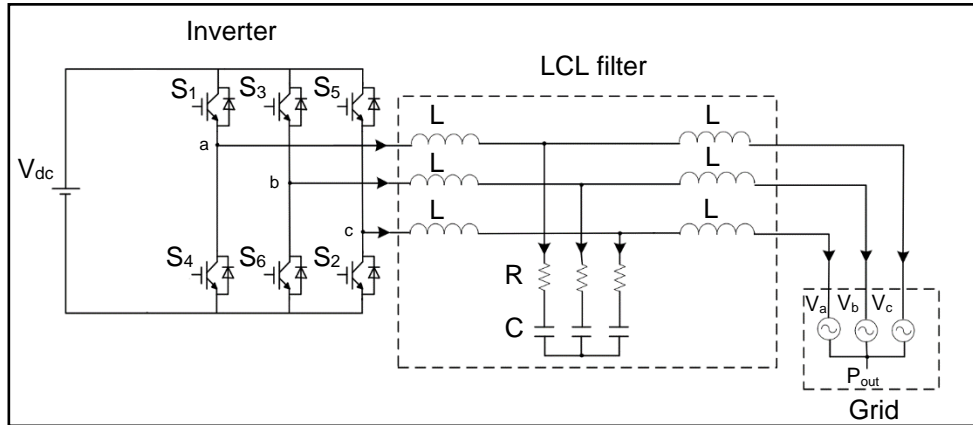 Inverter
LCL filter
S1 S3 S5
L L
a
Vdc
L L
b
L L
c
S4 S6 S2
R
Va Vb Vc
C
Pout
Grid